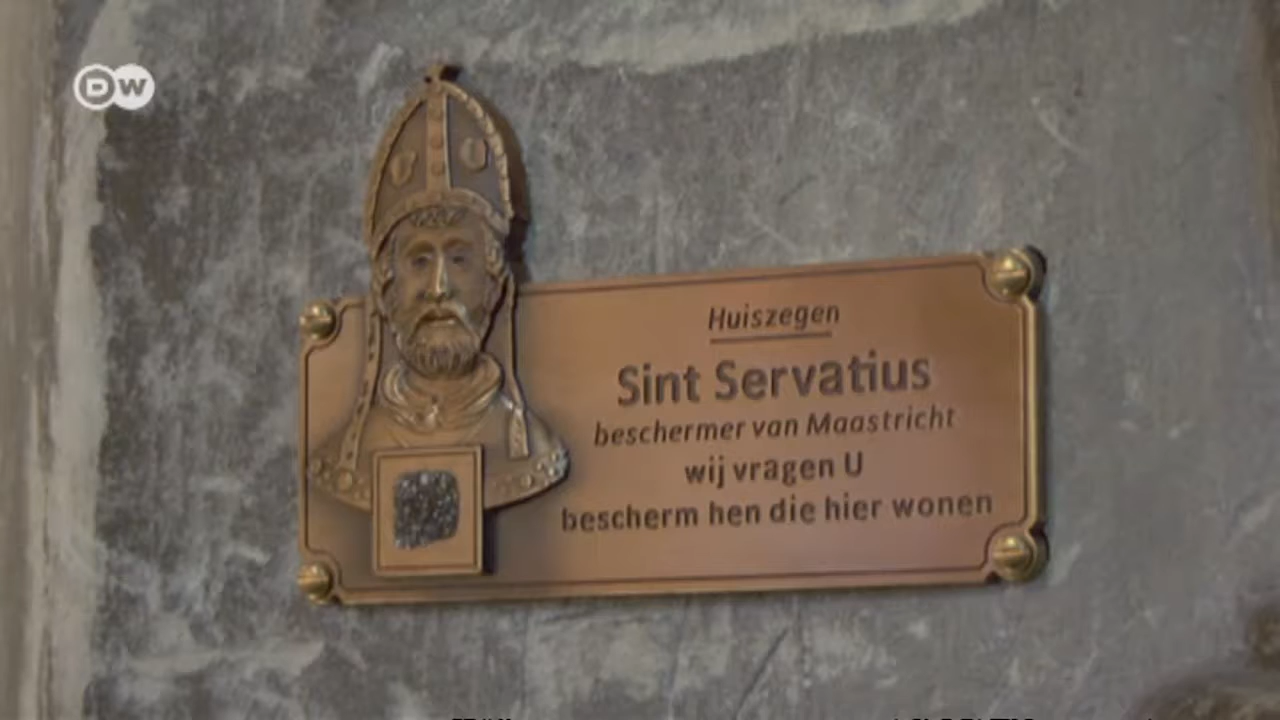 DW
Huiszegen
Sint Servatius
beschermer van Maastricht
wij vragen U
bescherm hen die hier wonen